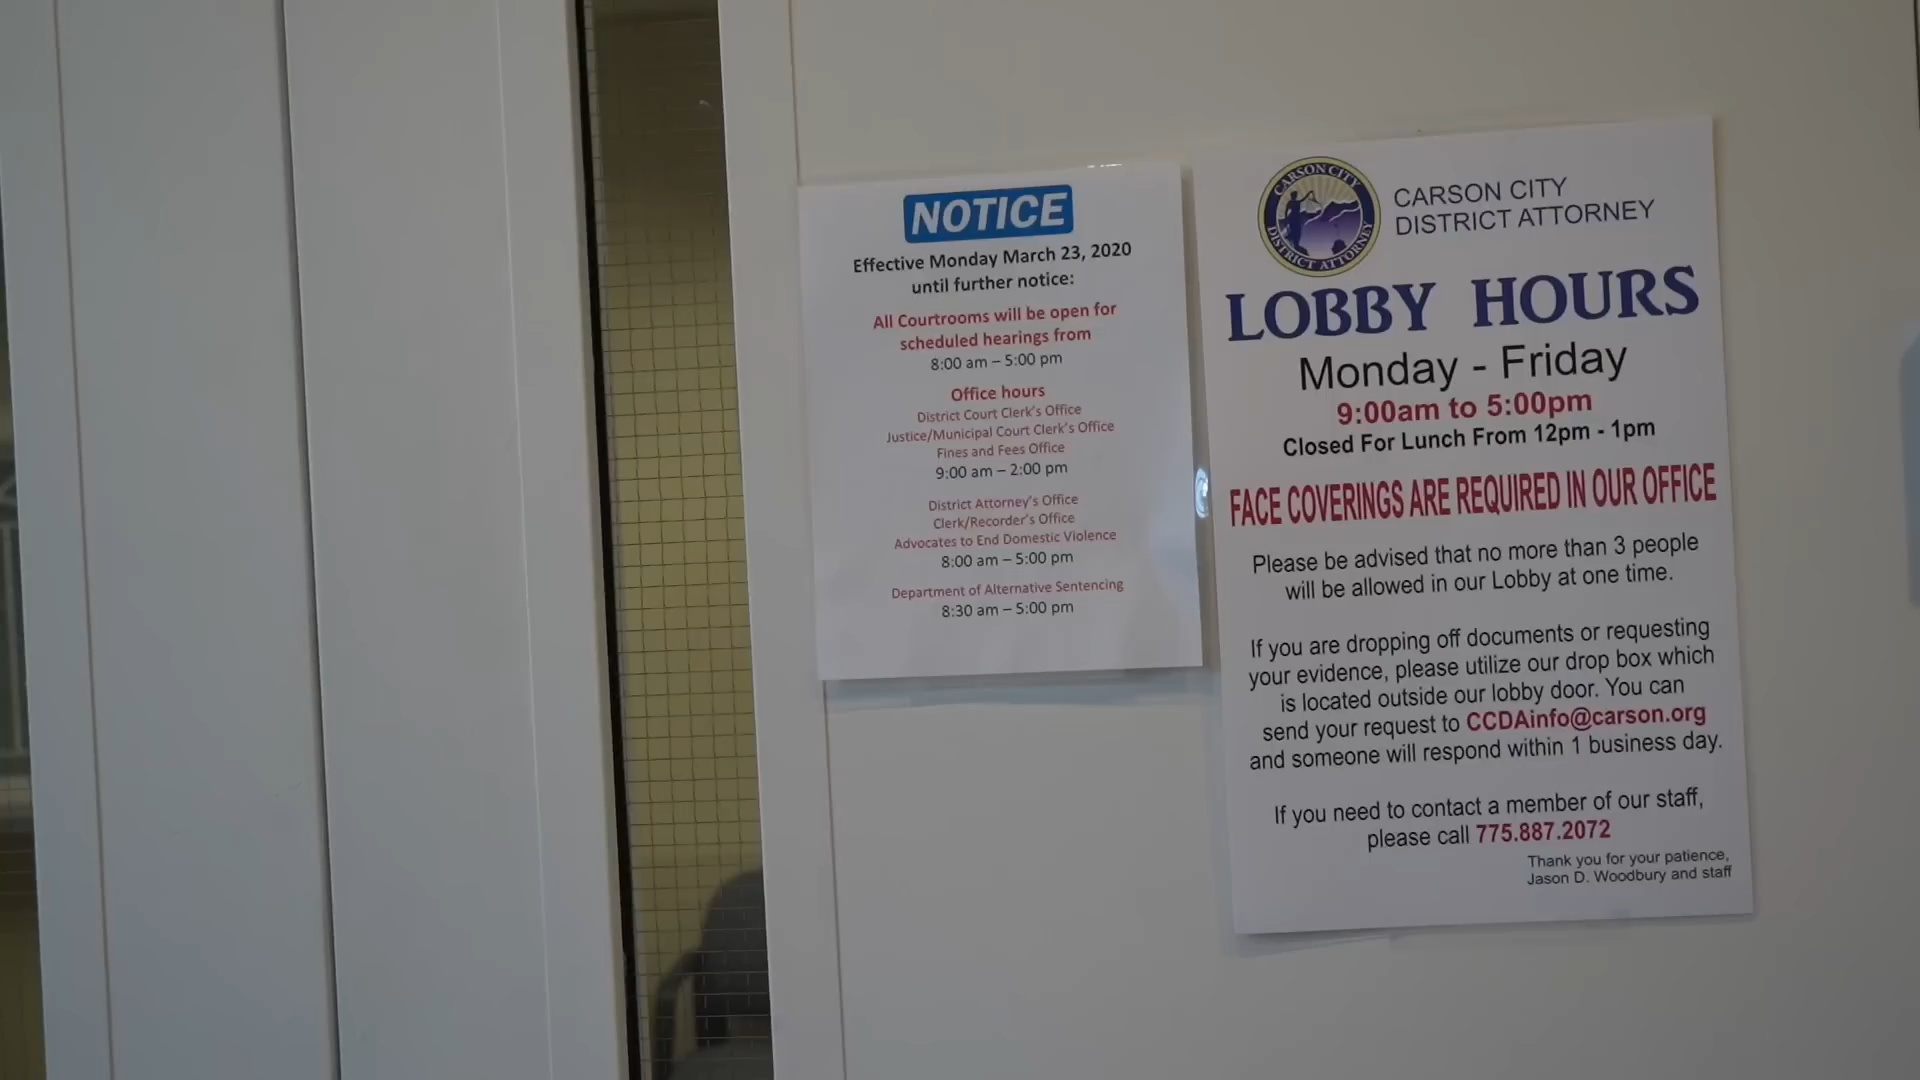 NOTICE
Effective Monday March 23, 2020
until further notice:
All Courtrooms will be open for
scheduled hearings from
8:00 am – 5:00 pm
Office hours
District Court Clerk's Office
Justice/Municipal Court Clerk's Office
Fines and Fees Office
9:00 am – 2:00 pm
District Attorney's Office
Clerk/Recorder's Office
Advocates to End Domestic Violence
8:00 am – 5:00 pm
Department of Alternative Sentencing
8:30 am – 5:00 pm
CARSON CITY
DISTRICT ATTORNEY
CARSON CITY
DISTRICT ATTORNEY
LOBBY HOURS
Monday - Friday
9:00am to 5:00pm
Closed For Lunch From 12pm - 1pm
FACE COVERINGS ARE REQUIRED IN OUR OFFICE
Please be advised that no more than 3 people
will be allowed in our Lobby at one time.
If you are dropping off documents or requesting
your evidence, please utilize our drop box which
is located outside our lobby door. You can
send your request to CCDAinfo@carson.org
and someone will respond within 1 business day.
If you need to contact a member of our staff,
please call 775.887.2072
Thank you for your patience,
Jason D. Woodbury and staff